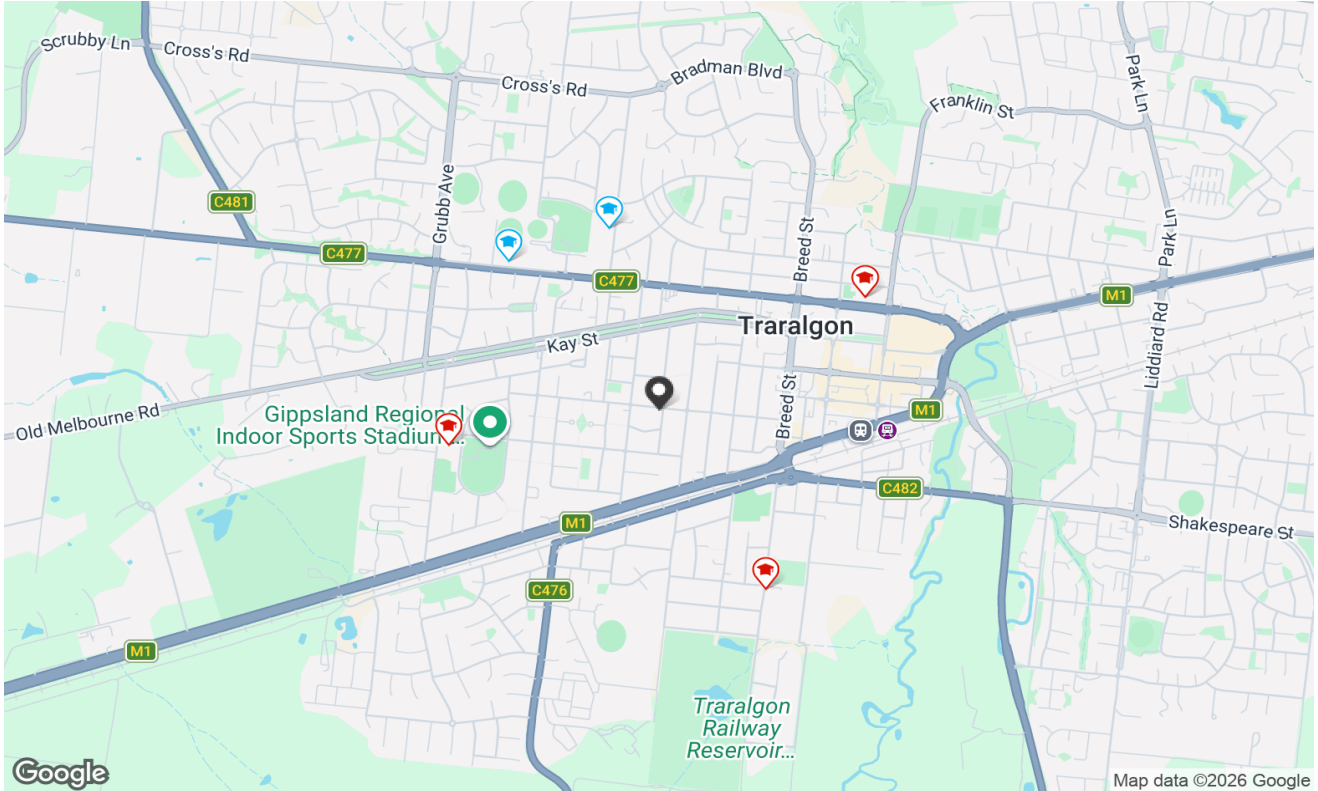 Scrubby Ln
Cross's Rd
Cross's Rd
Bradman Blvd
Park Ln
Franklin St
C481
Grubb Ave
Breed St
Park Ln
C477
C477
M1
Traralgon
Kay St
Liddiard Rd
Old Melbourne Rd
Gippsland Regional
Indoor Sports Stadium...
Breed St
M1
C482
M1
Shakespeare St
C476
M1
Traralgon
Railway
Reservoir...
Google
Map data ©2026 Google